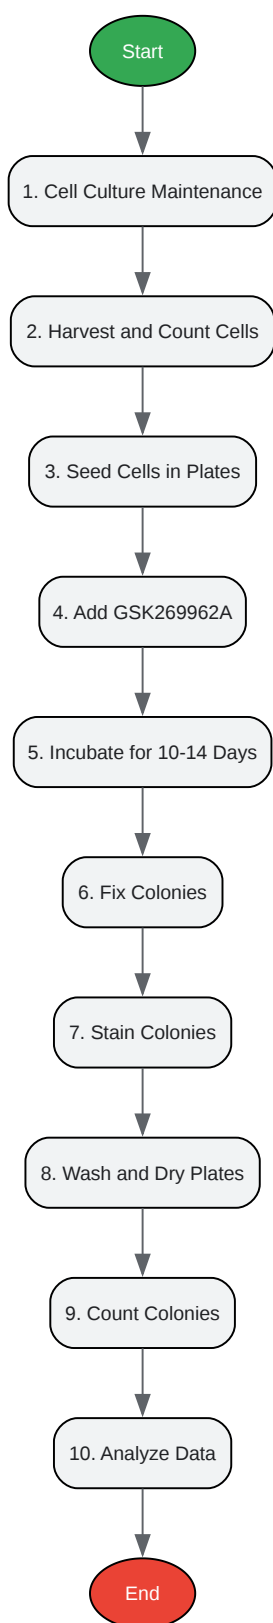 Start
1. Cell Culture Maintenance
2. Harvest and Count Cells
3. Seed Cells in Plates
4. Add GSK269962A
5. Incubate for 10-14 Days
6. Fix Colonies
7. Stain Colonies
8. Wash and Dry Plates
9. Count Colonies
10. Analyze Data
End